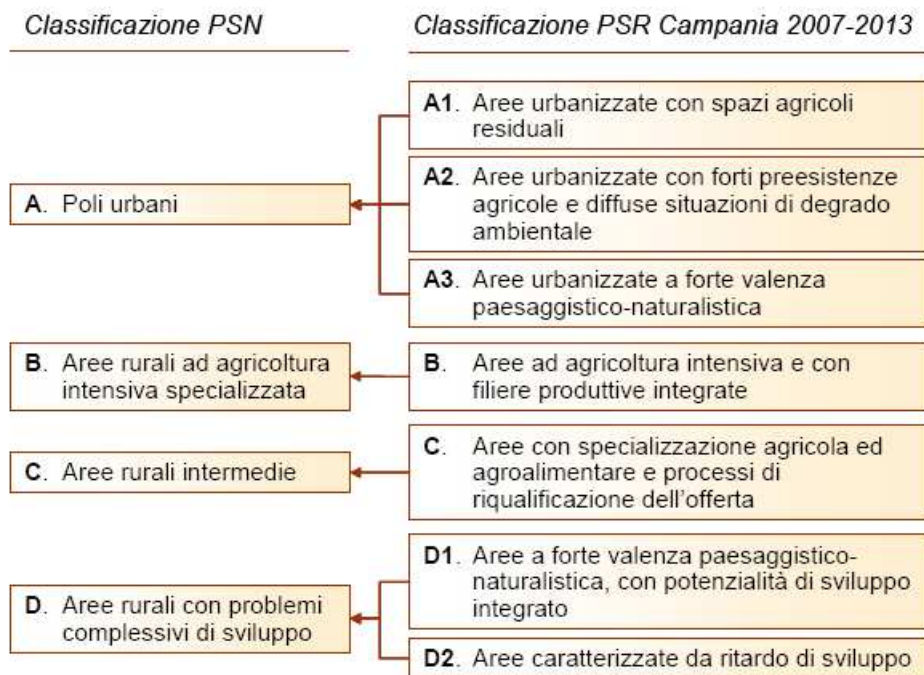 Classificazione PSN
Classificazione PSR Campania 2007-2013
A. Poli urbani
A1. Aree urbanizzate con spazi agricoli
residuali
A2. Aree urbanizzate con forti preesistenze
agricole e diffuse situazioni di degrado
ambientale
A3. Aree urbanizzate a forte valenza
paesaggistico-naturalistica
B. Aree rurali ad agricoltura
intensiva specializzata
B. Aree ad agricoltura intensiva e con
filiere produttive integrate
C. Aree rurali intermedie
C. Aree con specializzazione agricola ed
agroalimentare e processi di
riqualificazione dell'offerta
D. Aree rurali con problemi
complessivi di sviluppo
D1. Aree a forte valenza paesaggistico-
naturalistica, con potenzialità di sviluppo
integrato
D2. Aree caratterizzate da ritardo di sviluppo